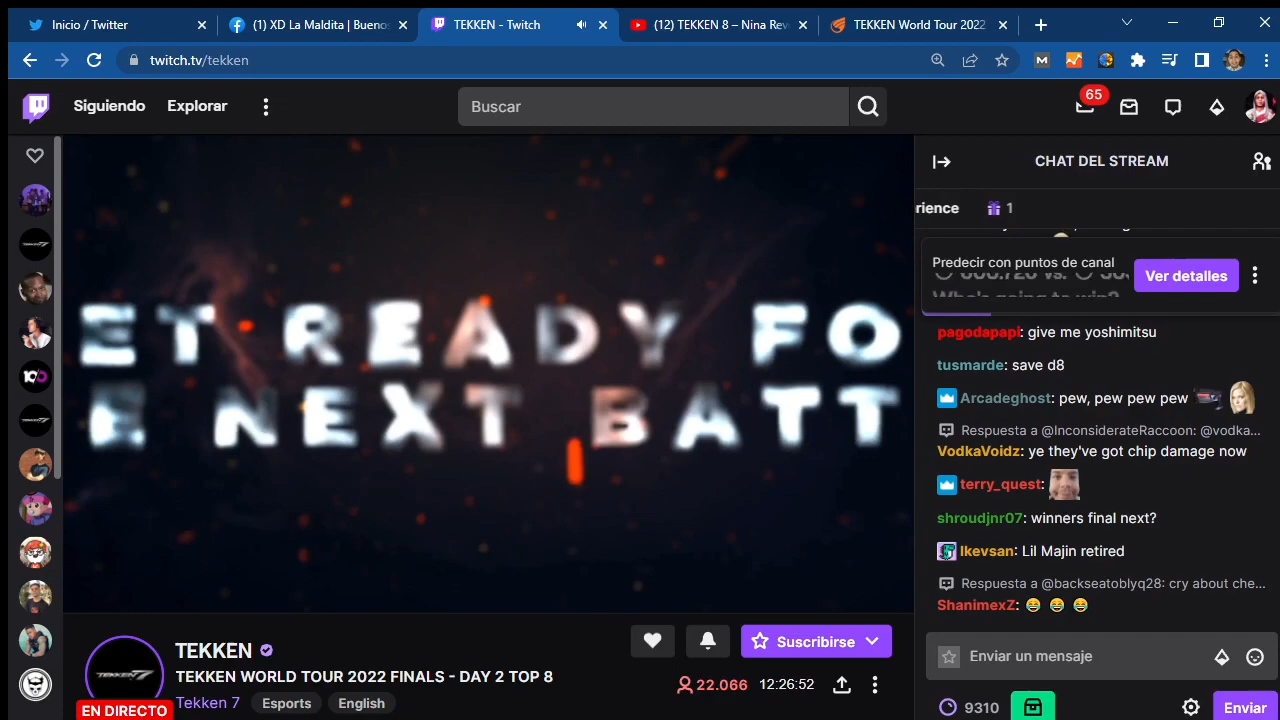 Inicio / Twitter
(1) XD La Maldita | Buenos
TEKKEN - Twitch
(12) TEKKEN 8 – Nina Rev
TEKKEN World Tour 2022
twitch.tv/tekken
Siguiendo
Explorar
Buscar
65
CHAT DEL STREAM
rience
1
Predecir con puntos de canal
Ver detalles
Who's going to win?
ET READY FO
E NEXT BATT
pagodapapi: give me yoshimitsu
tusmarde: save d8
Arcadeghost: pew, pew pew pew
Respuesta a @InconsiderateRaccoon: @vodka...
VodkaVoidz: ye they've got chip damage now
terry_quest:
shroudjnr07: winners final next?
Ikevsan: Lil Majin retired
Respuesta a @backseatoblyq28: cry about che...
ShanimexZ:
Enviar un mensaje
9310
Enviar
TEKKEN
TEKKEN WORLD TOUR 2022 FINALS - DAY 2 TOP 8
Tekken 7
Esports
English
EN DIRECTO
Suscribirse
22.066
12:26:52